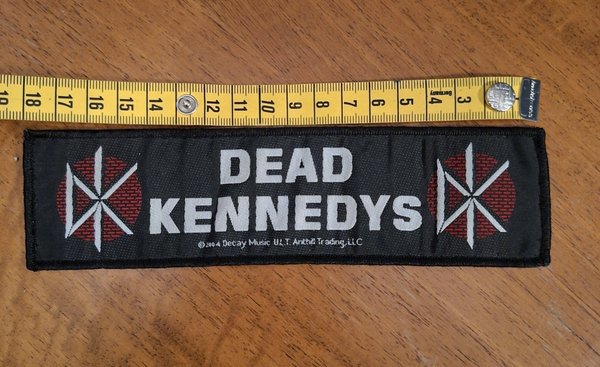 19 18 17 16 15 14 12 11 10 9 8 7 6 5 4 Germany 3
DEAD
KENNEDYS
©2004 Decay Music U.L.T. Anthill Trading, LLC